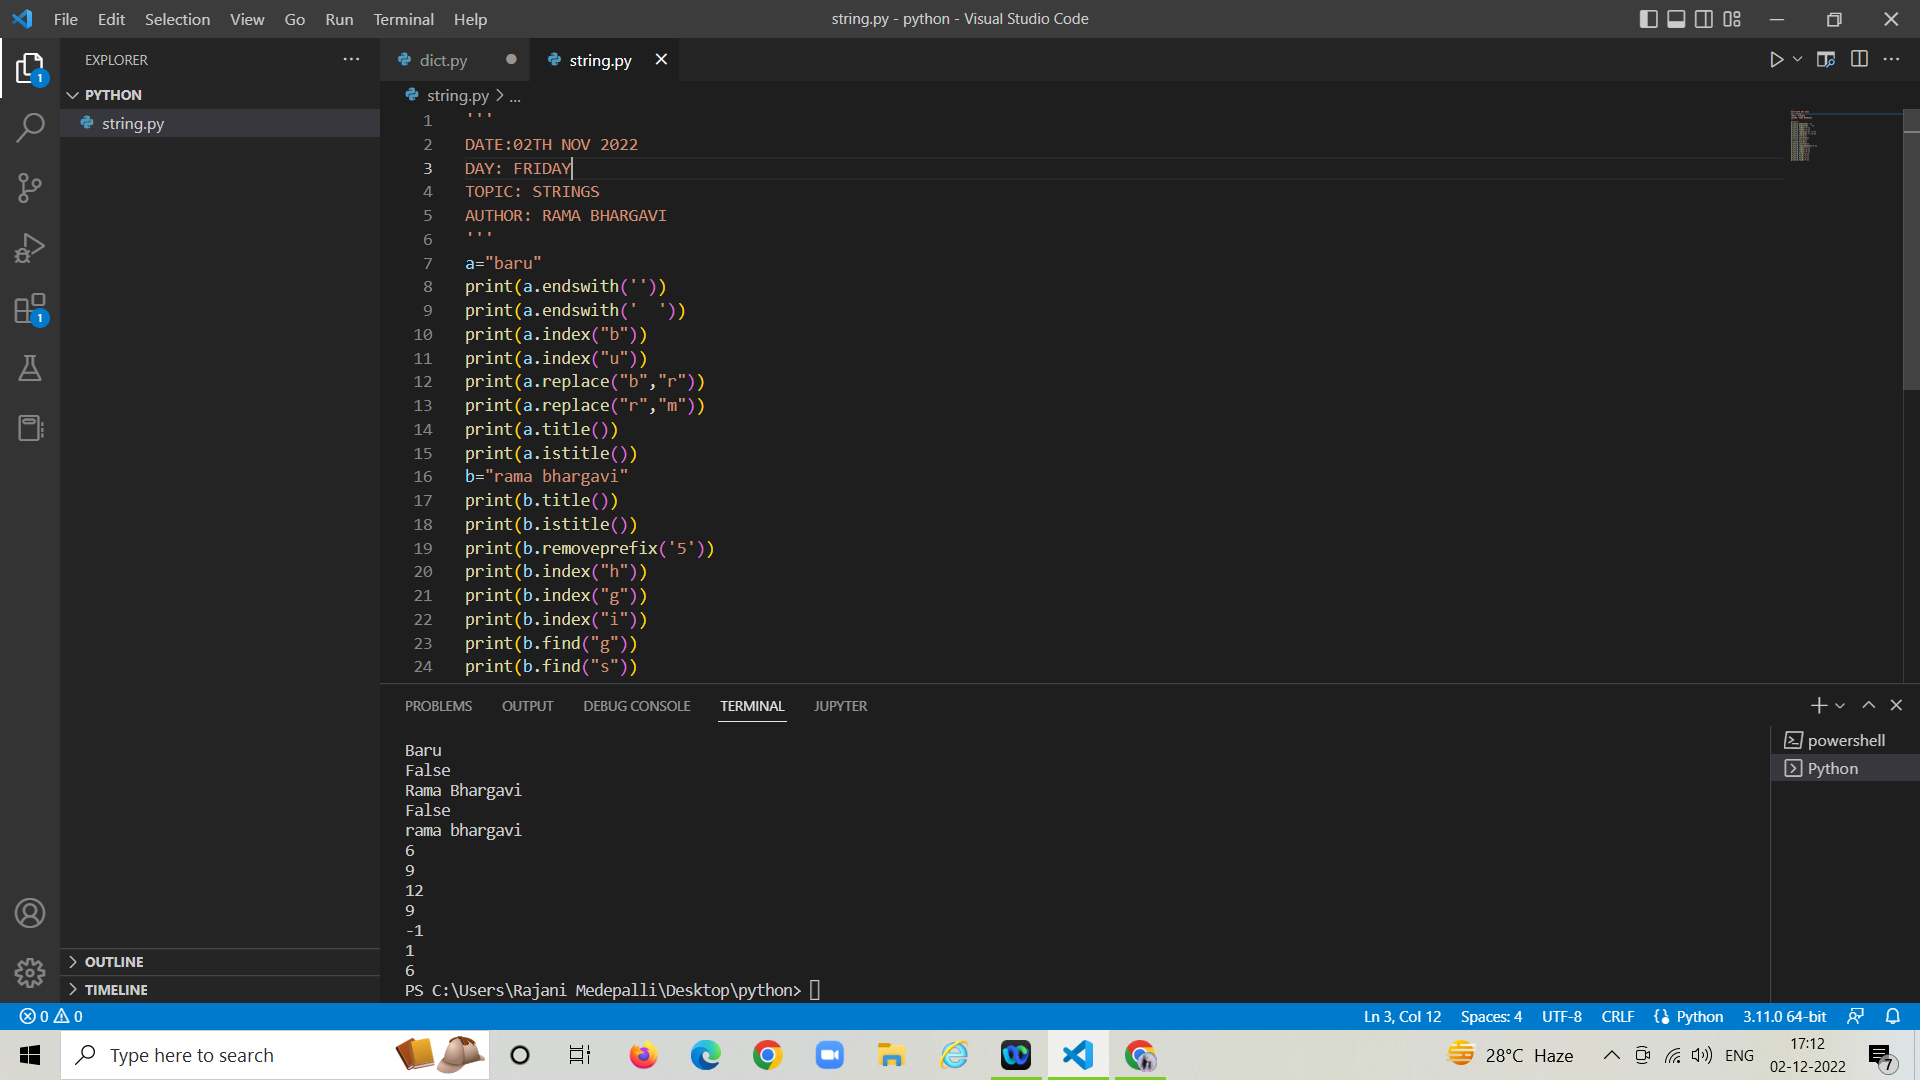 File Edit Selection View Go Run Terminal Help string.py - python - Visual Studio Code
EXPLORER
PYTHON
string.py
1
1
OUTLINE
TIMELINE
dict.py string.py
string.py > ...
1 '''
2 DATE:02TH NOV 2022
3 DAY: FRIDAY
4 TOPIC: STRINGS
5 AUTHOR: RAMA BHARGAVI
6 '''
7 a="baru"
8 print(a.endswith(''))
9 print(a.endswith('  '))
10 print(a.index("b"))
11 print(a.index("u"))
12 print(a.replace("b","r"))
13 print(a.replace("r","m"))
14 print(a.title())
15 print(a.istitle())
16 b="rama bhargavi"
17 print(b.title())
18 print(b.istitle())
19 print(b.removeprefix('5'))
20 print(b.index("h"))
21 print(b.index("g"))
22 print(b.index("i"))
23 print(b.find("g"))
24 print(b.find("s"))
PROBLEMS OUTPUT DEBUG CONSOLE TERMINAL JUPYTER
Baru
False
Rama Bhargavi
False
rama bhargavi
6
9
12
9
-1
1
6
PS C:\Users\Rajani Medepalli\Desktop\python>
powershell
Python
0 0 Ln 3, Col 12 Spaces: 4 UTF-8 CRLF Python 3.11.0 64-bit
Type here to search 28°C Haze ENG 17:12
02-12-2022
7